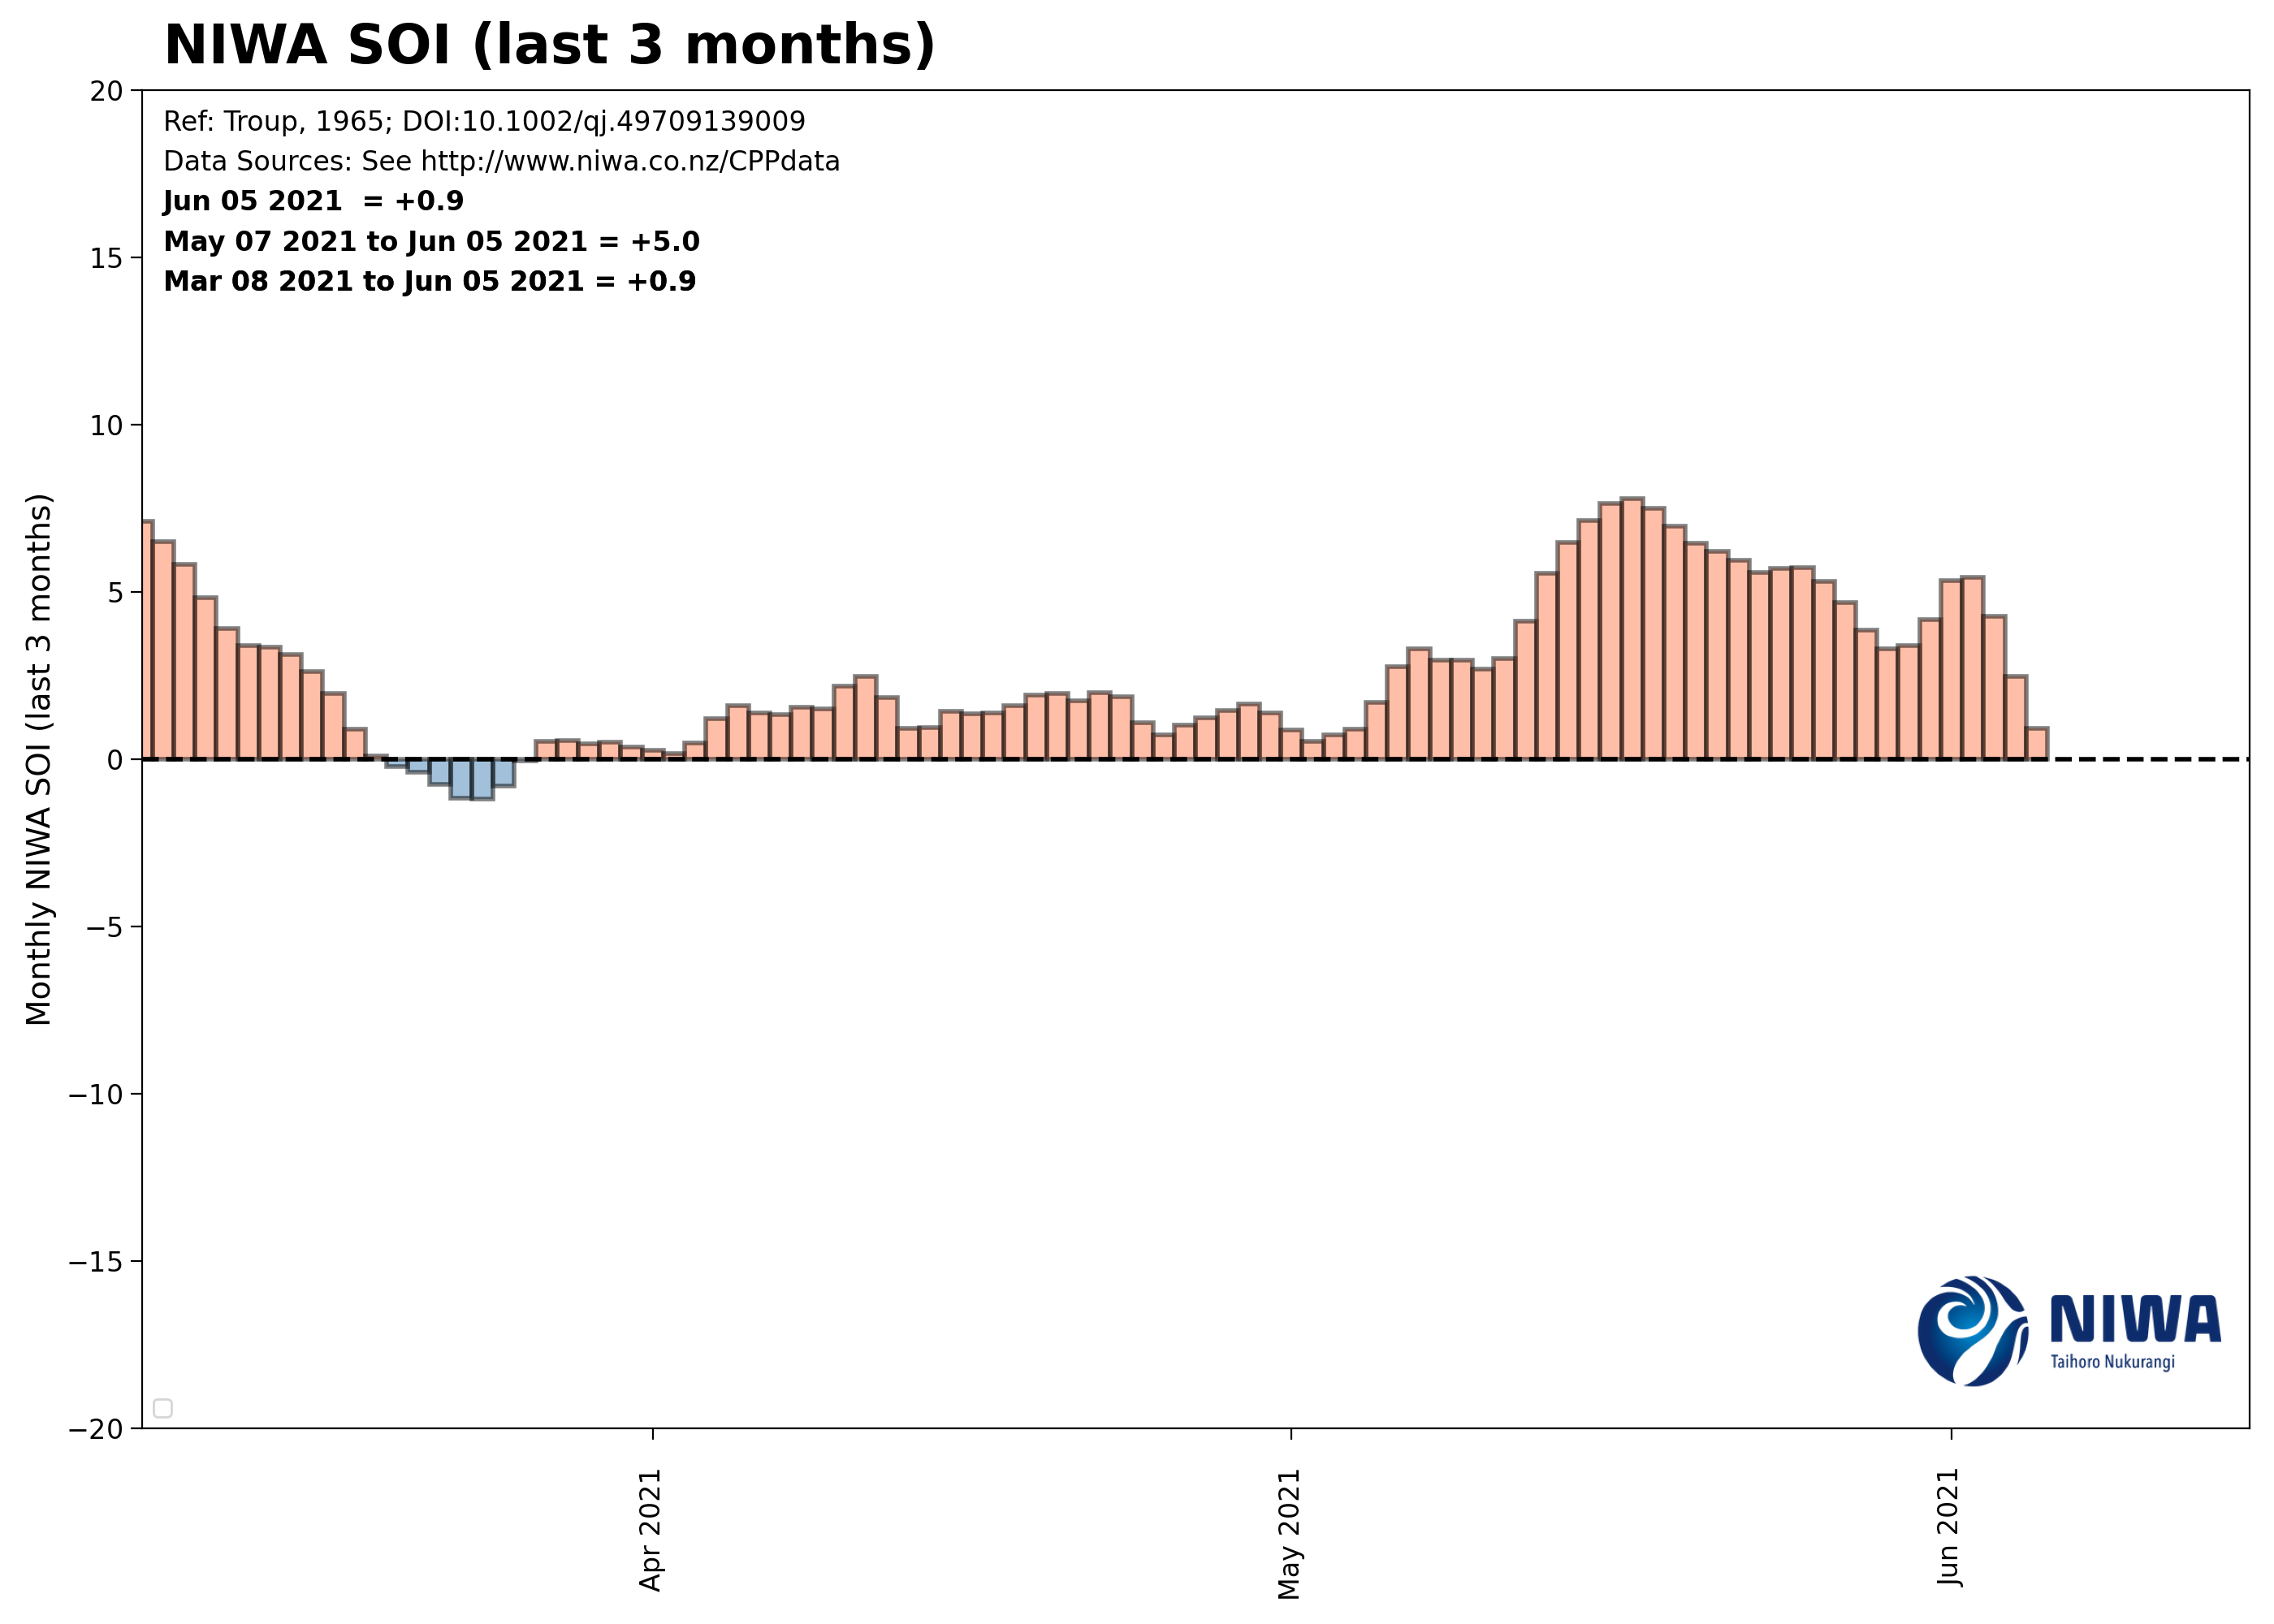 NIWA SOI (last 3 months)
20
Ref: Troup, 1965; DOI:10.1002/qj.49709139009
Data Sources: See http://www.niwa.co.nz/CPPdata
Jun 05 2021  = +0.9
May 07 2021 to Jun 05 2021 = +5.0
Mar 08 2021 to Jun 05 2021 = +0.9
15
10
5
0
−5
−10
−15
−20
Monthly NIWA SOI (last 3 months)
NIWA
Taihoro Nukurangi
Apr 2021
May 2021
Jun 2021